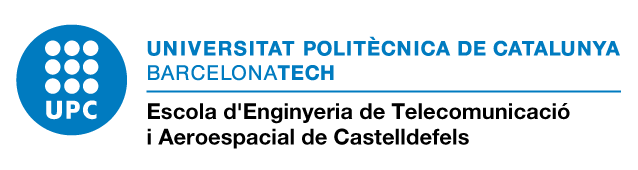 UPC
UNIVERSITAT POLITÈCNICA DE CATALUNYA
BARCELONATECH
Escola d'Enginyeria de Telecomunicació
i Aeroespacial de Castelldefels